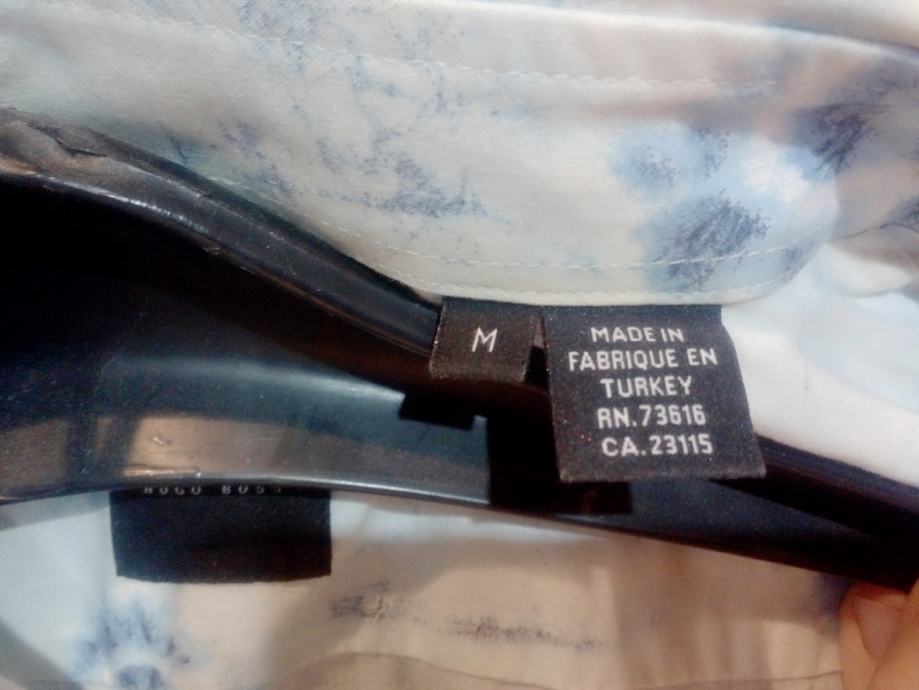 M
MADE IN
FABRIQUE EN
TURKEY
RN.73616
CA.23115
HUGO BOSS